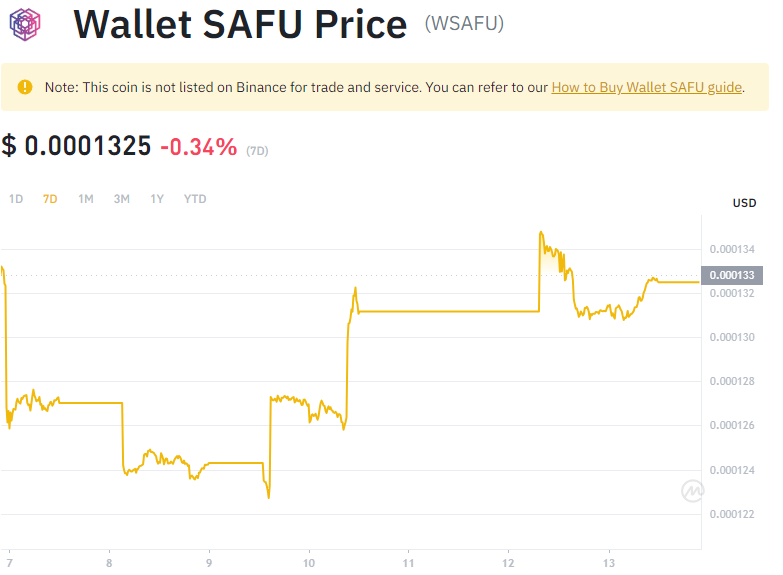 Wallet SAFU Price (WSAFU)
Note: This coin is not listed on Binance for trade and service. You can refer to our How to Buy Wallet SAFU guide.
$ 0.0001325 -0.34% (7D)
1D 7D 1M 3M 1Y YTD
USD
0.000134
0.000133
0.000132
0.000130
0.000128
0.000126
0.000124
0.000122
7 8 9 10 11 12 13